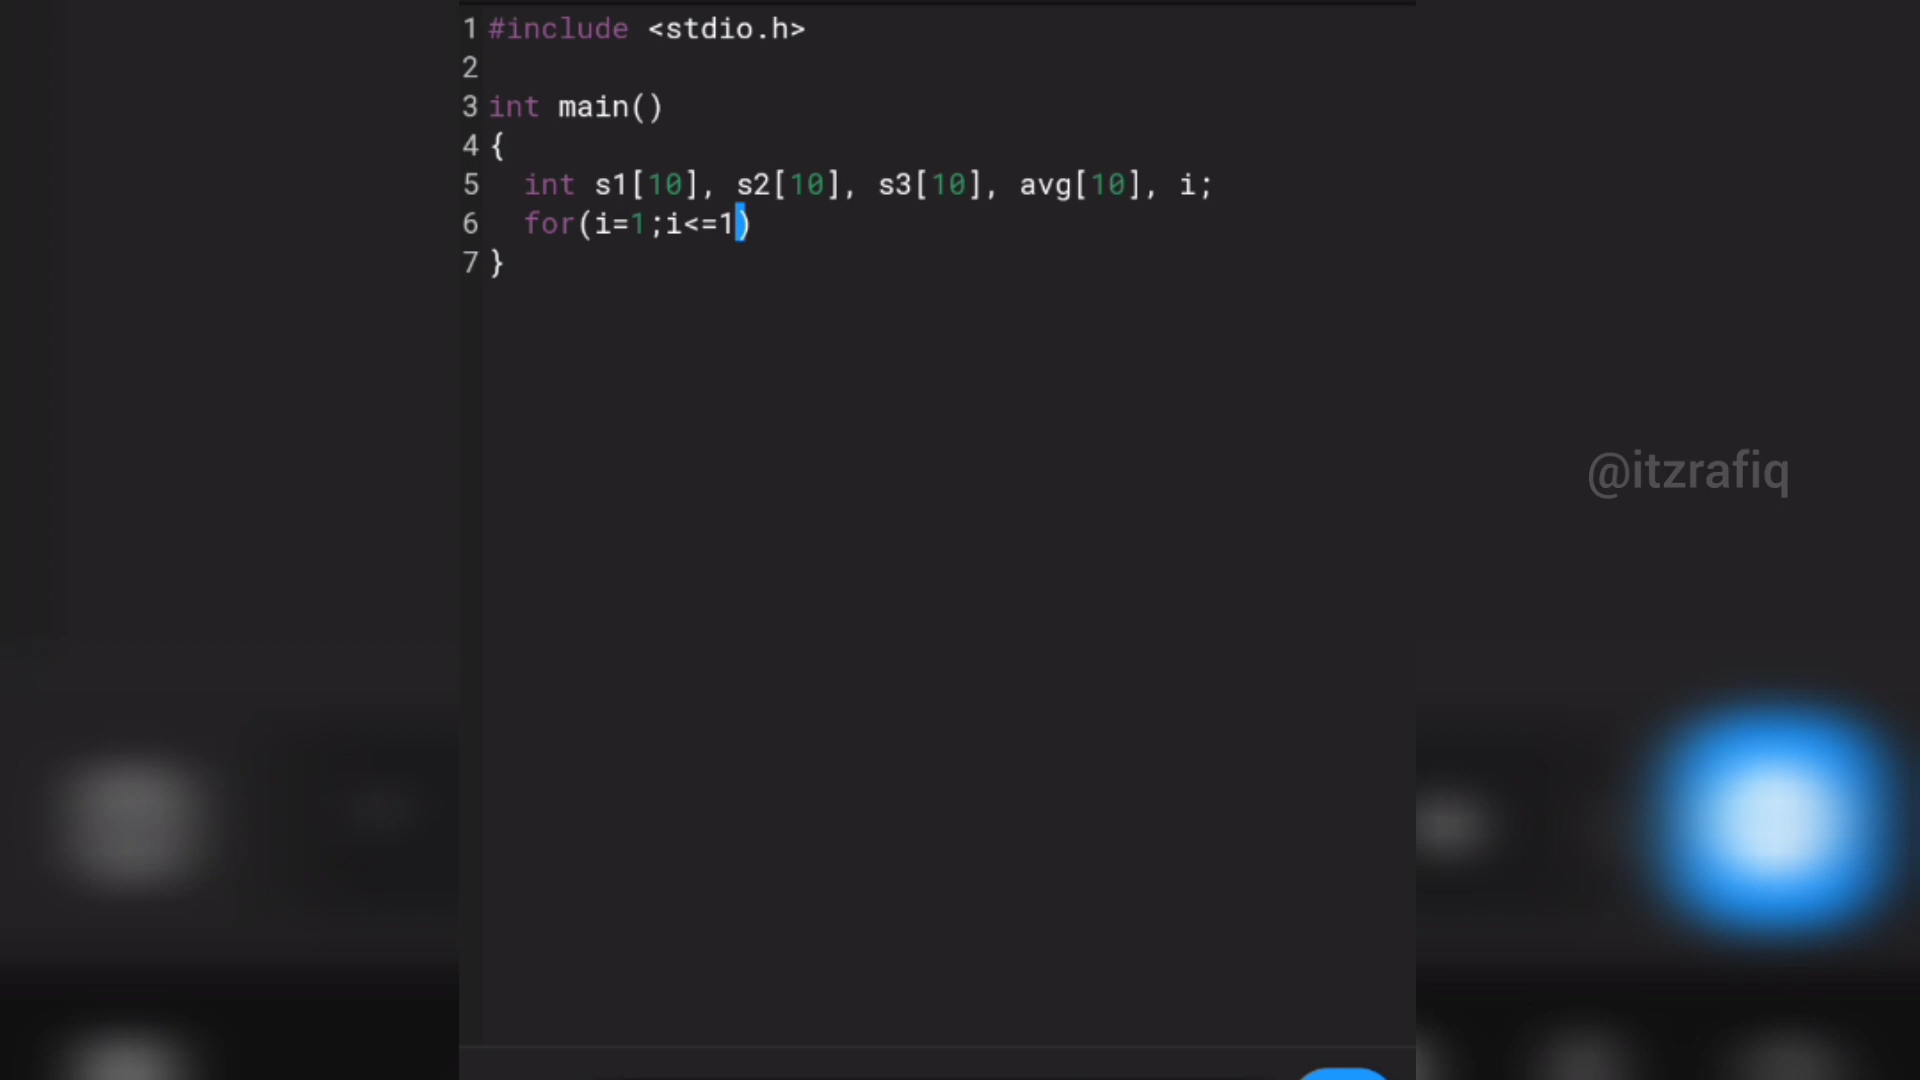 1 #include <stdio.h>
2
3 int main()
4 {
5   int s1[10], s2[10], s3[10], avg[10], i;
6   for(i=1;i<=1)
7 }
@itzrafiq